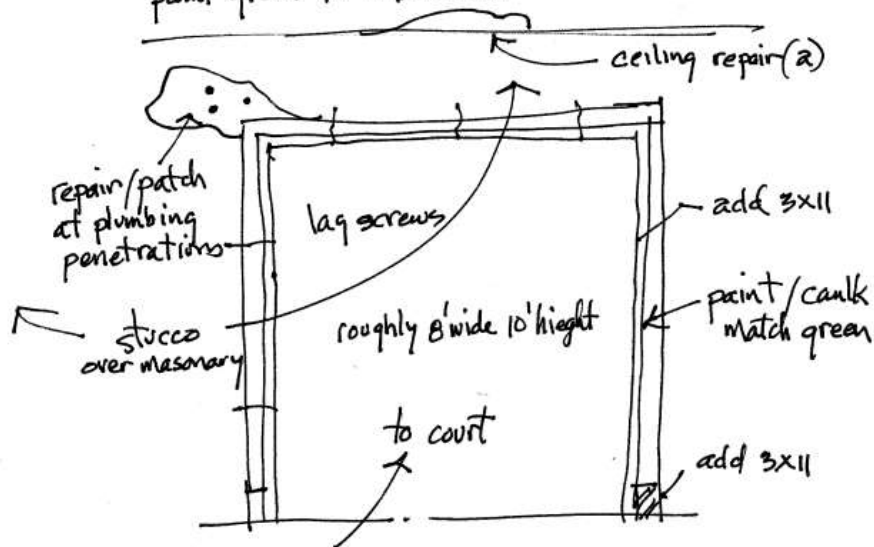 ceiling repair(2)
repair/patch
at plumbing
penetrations
lag screws
add 3x11
paint/caulk
match green
stucco
over masonary
roughly 8'wide 10'hieght
to court
add 3x11